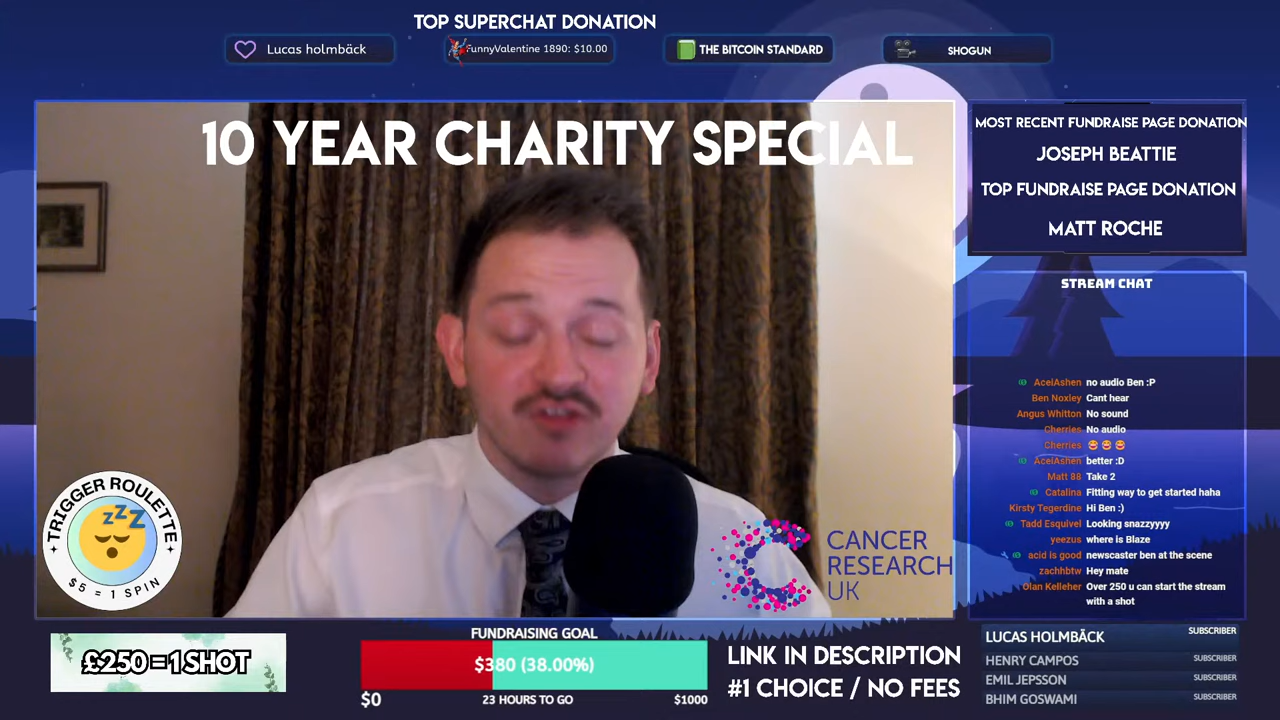 TOP SUPERCHAT DONATION
Lucas holmbäck
FunnyValentine 1890: $10.00
THE BITCOIN STANDARD
SHOGUN
10 YEAR CHARITY SPECIAL
MOST RECENT FUNDRAISE PAGE DONATION
JOSEPH BEATTIE
TOP FUNDRAISE PAGE DONATION
MATT ROCHE
STREAM CHAT
AceiAshen no audio Ben :P
Ben Noxley Cant hear
Angus Whitton No sound
Cherries No audio
Cherries
AceiAshen better :D
Matt 88 Take 2
Catalina Fitting way to get started haha
Kirsty Tegerdine Hi Ben :)
Tadd Esquivel Looking snazzyyyy
yeezus where is Blaze
acid is good newscaster ben at the scene
zachhbtw Hey mate
Oian Kelleher Over 250 u can start the stream
with a shot
TRIGGER ROULETTE
zzz
$5 = 1 SPIN
CANCER
RESEARCH
UK
£250 = 1 SHOT
FUNDRAISING GOAL
$380 (38.00%)
$0
23 HOURS TO GO
$1000
LINK IN DESCRIPTION
#1 CHOICE / NO FEES
LUCAS HOLMBÄCK SUBSCRIBER
HENRY CAMPOS SUBSCRIBER
EMIL JEPSSON SUBSCRIBER
BHIM GOSWAMI SUBSCRIBER